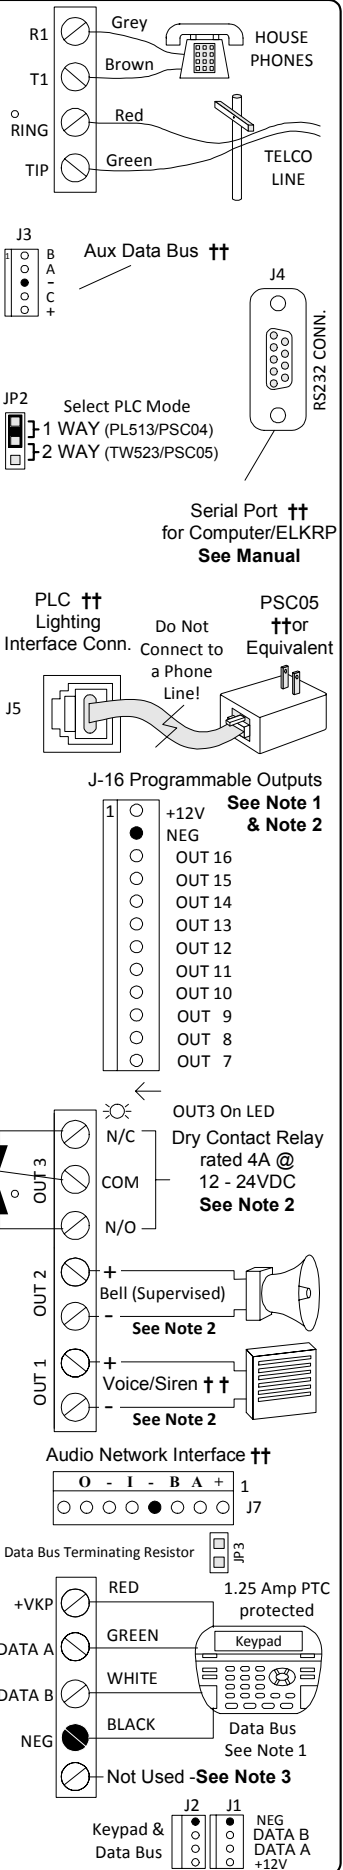 R1 Grey HOUSE
PHONES
T1 Brown
RING Red
TIP Green TELCO
LINE
J3
1 B
A
-
C
+
Aux Data Bus ††
J4
RS232 CONN.
JP2
Select PLC Mode
1 WAY (PL513/PSC04)
2 WAY (TW523/PSC05)
Serial Port ††
for Computer/ELKRP
See Manual
PLC ††
Lighting
Interface Conn.
Do Not
Connect to
a Phone
Line!
PSC05
††or
Equivalent
J5
J-16 Programmable Outputs
See Note 1
& Note 2
1 +12V
NEG
OUT 16
OUT 15
OUT 14
OUT 13
OUT 12
OUT 11
OUT 10
OUT 9
OUT 8
OUT 7
OUT3 On LED
OUT 3
N/C
COM
N/O
Dry Contact Relay
rated 4A @
12 - 24VDC
See Note 2
OUT 2
+
Bell (Supervised)
-
See Note 2
OUT 1
+
Voice/Siren † †
-
See Note 2
Audio Network Interface ††
O - I - B A + 1
J7
Data Bus Terminating Resistor JP3
+VKP RED
DATA A GREEN
DATA B WHITE
NEG BLACK
1.25 Amp PTC
protected
Keypad
Data Bus
See Note 1
Not Used -See Note 3
Keypad &
Data Bus
J2 J1
NEG
DATA B
DATA A
+12V